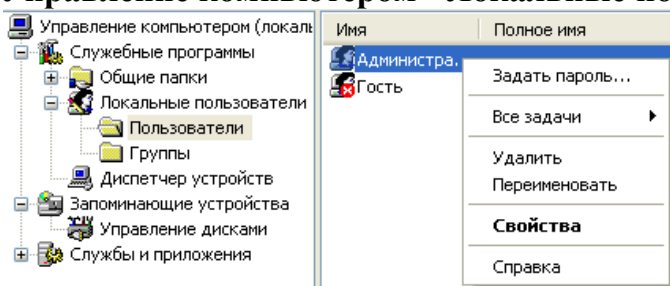 Управление компьютером - Локальные по
Управление компьютером (локаль
Служебные программы
Общие папки
Локальные пользователи
Пользователи
Группы
Диспетчер устройств
Запоминающие устройства
Управление дисками
Службы и приложения
Имя Полное имя
Администра.
Гость
Задать пароль...
Все задачи
Удалить
Переименовать
Свойства
Справка